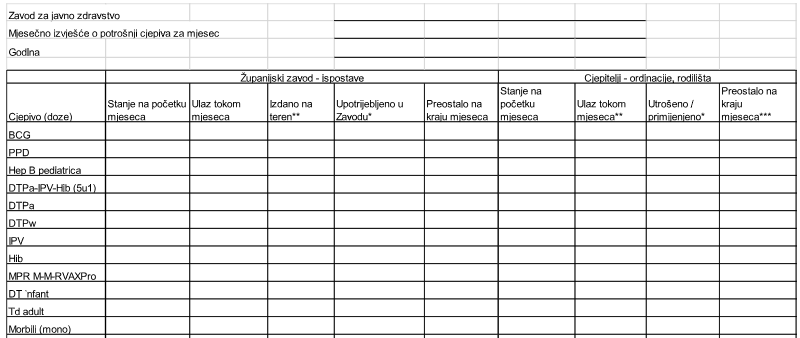 Zavod za javno zdravstvo
Mjesečno izvješće o potrošnji cjepiva za mjesec
Godina
Županijski zavod - ispostave
Cjepitelji - ordinacije, rodilišta
Cjepivo (doze)
Stanje na početku mjeseca
Ulaz tokom mjeseca
Izdano na teren**
Upotrijebljeno u Zavodu*
Preostalo na kraju mjeseca
Stanje na početku mjeseca
Ulaz tokom mjeseca**
Utrošeno / primijenjeno*
Preostalo na kraju mjeseca***
BCG
PPD
Hep B pediatrica
DTPa-IPV-Hib (5u1)
DTPa
DTPw
IPV
Hib
MPR M-M-RVAXPro
DT `nfant
Td adult
Morbili (mono)